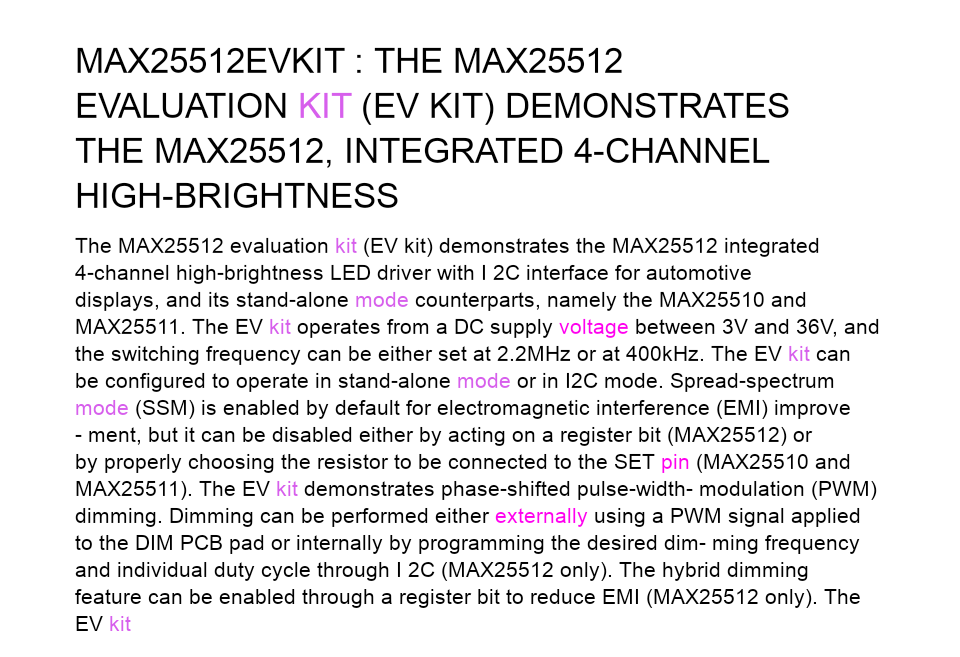 MAX25512EVKIT : THE MAX25512
EVALUATION KIT (EV KIT) DEMONSTRATES
THE MAX25512, INTEGRATED 4-CHANNEL
HIGH-BRIGHTNESS
The MAX25512 evaluation kit (EV kit) demonstrates the MAX25512 integrated
4-channel high-brightness LED driver with I 2C interface for automotive
displays, and its stand-alone mode counterparts, namely the MAX25510 and
MAX25511. The EV kit operates from a DC supply voltage between 3V and 36V, and
the switching frequency can be either set at 2.2MHz or at 400kHz. The EV kit can
be configured to operate in stand-alone mode or in I2C mode. Spread-spectrum
mode (SSM) is enabled by default for electromagnetic interference (EMI) improve
- ment, but it can be disabled either by acting on a register bit (MAX25512) or
by properly choosing the resistor to be connected to the SET pin (MAX25510 and
MAX25511). The EV kit demonstrates phase-shifted pulse-width- modulation (PWM)
dimming. Dimming can be performed either externally using a PWM signal applied
to the DIM PCB pad or internally by programming the desired dim- ming frequency
and individual duty cycle through I 2C (MAX25512 only). The hybrid dimming
feature can be enabled through a register bit to reduce EMI (MAX25512 only). The
EV kit